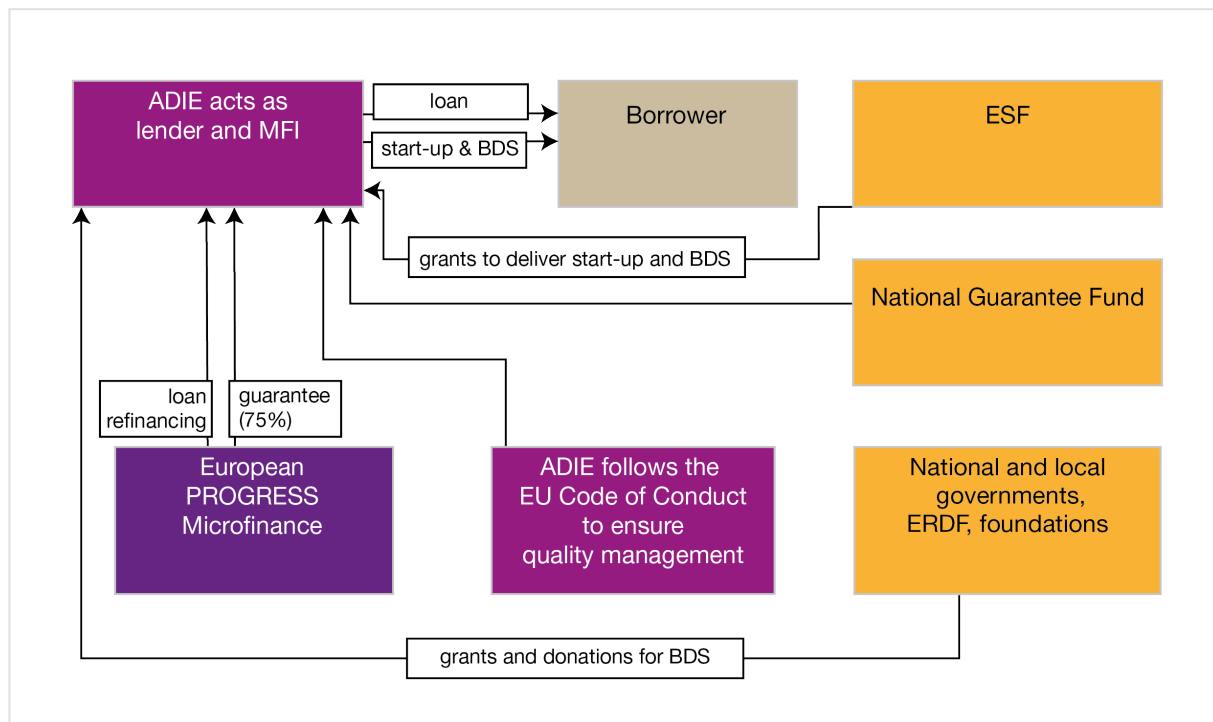 ADIE acts as
lender and MFI
loan
start-up & BDS
Borrower
ESF
grants to deliver start-up and BDS
National Guarantee Fund
loan
refinancing
guarantee
(75%)
European
PROGRESS
Microfinance
ADIE follows the
EU Code of Conduct
to ensure
quality management
National and local
governments,
ERDF, foundations
grants and donations for BDS